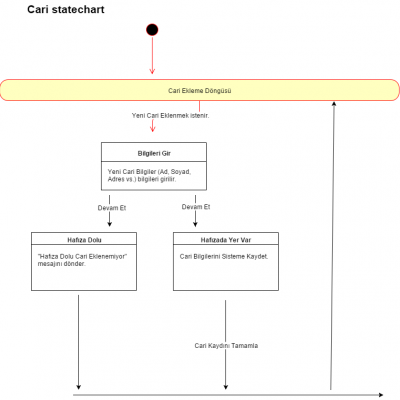 Cari statechart
Cari Ekleme Döngüsü
Yeni Cari Eklenmek istenir.
Bilgileri Gir
Yeni Cari Bilgiler (Ad, Soyad,
Adres vs.) bilgileri girilir.
Devam Et
Devam Et
Hafıza Dolu
"Hafıza Dolu Cari Eklenemiyor"
mesajını dönder.
Hafızada Yer Var
Cari Bilgilerini Sisteme Kaydet.
Cari Kaydını Tamamla